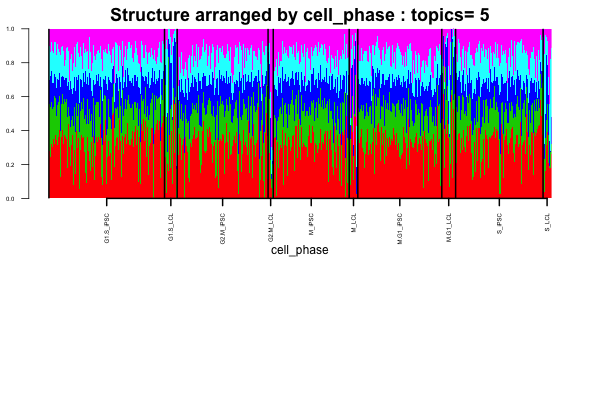 Structure arranged by cell_phase : topics= 5
1.0
0.8
0.6
0.4
0.2
0.0
G1.S_iPSC
G1.S_LCL
G2.M_iPSC
G2.M_LCL
M_iPSC
M_LCL
M.G1_iPSC
M.G1_LCL
S_iPSC
S_LCL
cell_phase